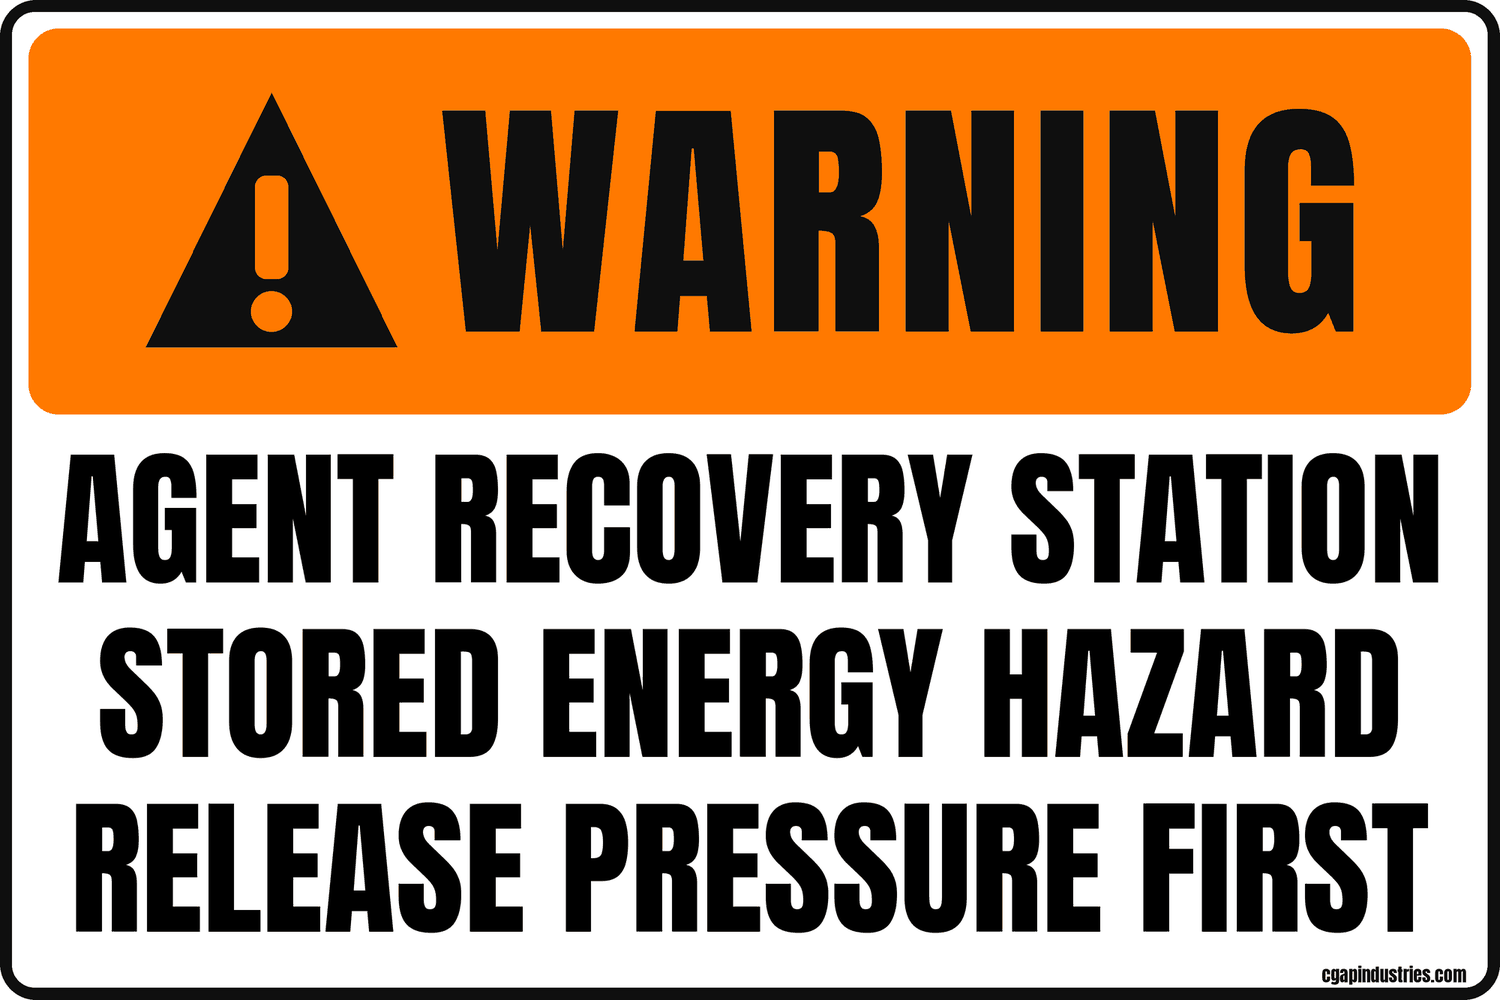 WARNING
AGENT RECOVERY STATION
STORED ENERGY HAZARD
RELEASE PRESSURE FIRST
cgapindustries.com